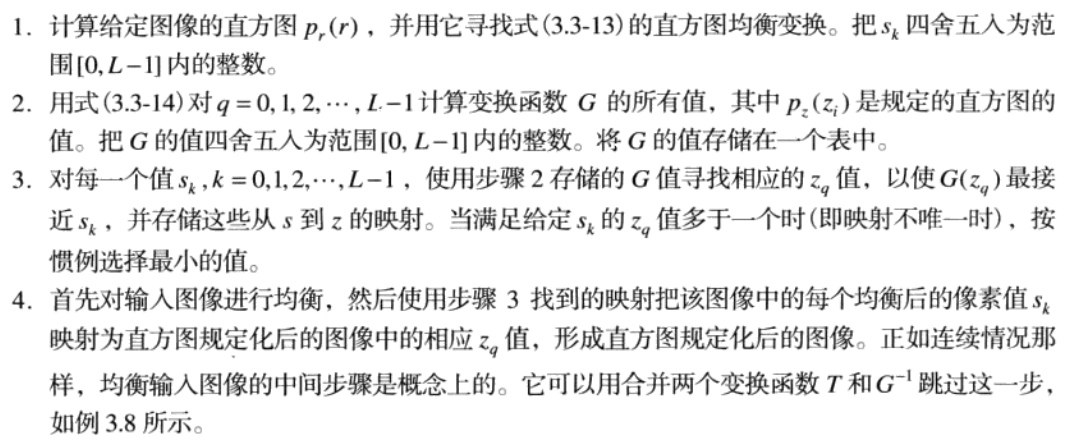 1. 计算给定图像的直方图 pᵣ(r)，并用它寻找式(3.3-13)的直方图均衡变换。把 sₖ 四舍五入为范
围[0, L−1]内的整数。
2. 用式(3.3-14)对 q = 0, 1, 2, ⋯, L−1计算变换函数 G 的所有值，其中 p_z(z_i) 是规定的直方图的
值。把 G 的值四舍五入为范围[0, L−1]内的整数。将 G 的值存储在一个表中。
3. 对每一个值 sₖ, k = 0,1,2,⋯, L−1，使用步骤 2 存储的 G 值寻找相应的 z_q 值，以使 G(z_q) 最接
近 sₖ，并存储这些从 s 到 z 的映射。当满足给定 sₖ 的 z_q 值多于一个时(即映射不唯一时)，按
惯例选择最小的值。
4. 首先对输入图像进行均衡，然后使用步骤 3 找到的映射把该图像中的每个均衡后的像素值 sₖ
映射为直方图规定化后的图像中的相应 z_q 值，形成直方图规定化后的图像。正如连续情况那
样，均衡输入图像的中间步骤是概念上的。它可以用合并两个变换函数 T 和 G⁻¹ 跳过这一步，
如例 3.8 所示。